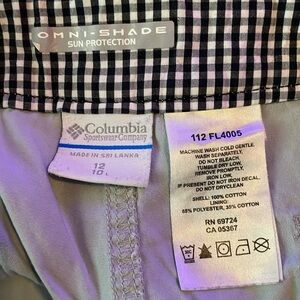 OMNI-SHADE
SUN PROTECTION
Columbia
Sportswear Company
MADE IN SRI LANKA
12
10
112 FL4005
MACHINE WASH COLD GENTLE
WASH SEPARATELY,
DO NOT BLEACH,
TUMBLE DRY LOW,
REMOVE PROMPTLY,
IRON LOW,
IF PRESENT DO NOT IRON DECAL,
DO NOT DRYCLEAN
SHELL: 100% COTTON
LINING:
65% POLYESTER, 35% COTTON
RN 69724
CA 05367